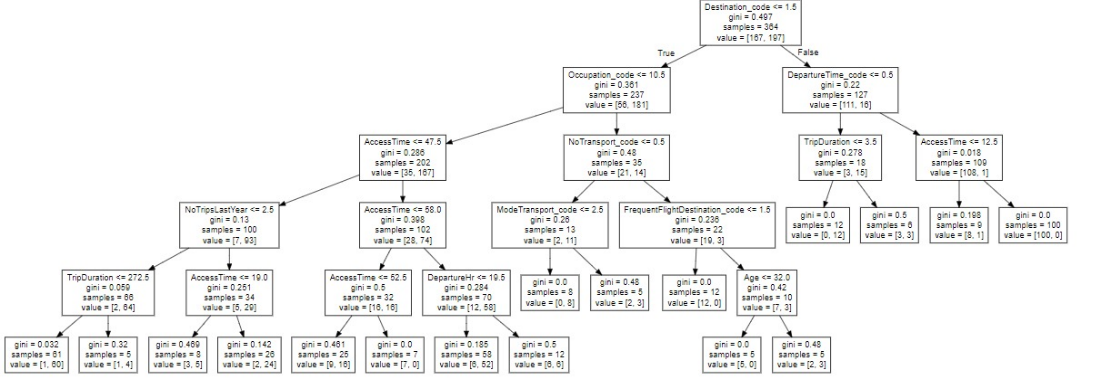 Destination_code <= 1.5
gini = 0.497
samples = 364
value = [167, 197]
True
False
Occupation_code <= 10.5
gini = 0.361
samples = 237
value = [56, 181]
DepartureTime_code <= 0.5
gini = 0.22
samples = 127
value = [111, 16]
AccessTime <= 47.5
gini = 0.286
samples = 202
value = [35, 167]
NoTransport_code <= 0.5
gini = 0.48
samples = 35
value = [21, 14]
TripDuration <= 3.5
gini = 0.278
samples = 18
value = [3, 15]
AccessTime <= 12.5
gini = 0.018
samples = 109
value = [108, 1]
NoTripsLastYear <= 2.5
gini = 0.13
samples = 100
value = [7, 93]
AccessTime <= 58.0
gini = 0.398
samples = 102
value = [28, 74]
ModeTransport_code <= 2.5
gini = 0.26
samples = 13
value = [2, 11]
FrequentFlightDestination_code <= 1.5
gini = 0.236
samples = 22
value = [19, 3]
gini = 0.0
samples = 12
value = [0, 12]
gini = 0.5
samples = 6
value = [3, 3]
gini = 0.198
samples = 9
value = [8, 1]
gini = 0.0
samples = 100
value = [100, 0]
TripDuration <= 272.5
gini = 0.059
samples = 66
value = [2, 64]
AccessTime <= 19.0
gini = 0.251
samples = 34
value = [5, 29]
AccessTime <= 52.5
gini = 0.5
samples = 32
value = [16, 16]
DepartureHr <= 19.5
gini = 0.284
samples = 70
value = [12, 58]
gini = 0.0
samples = 8
value = [0, 8]
gini = 0.48
samples = 5
value = [2, 3]
gini = 0.0
samples = 12
value = [12, 0]
Age <= 32.0
gini = 0.42
samples = 10
value = [7, 3]
gini = 0.032
samples = 61
value = [1, 60]
gini = 0.32
samples = 5
value = [1, 4]
gini = 0.469
samples = 8
value = [3, 5]
gini = 0.142
samples = 26
value = [2, 24]
gini = 0.461
samples = 25
value = [9, 16]
gini = 0.0
samples = 7
value = [7, 0]
gini = 0.185
samples = 58
value = [6, 52]
gini = 0.5
samples = 12
value = [6, 6]
gini = 0.0
samples = 5
value = [5, 0]
gini = 0.48
samples = 5
value = [2, 3]